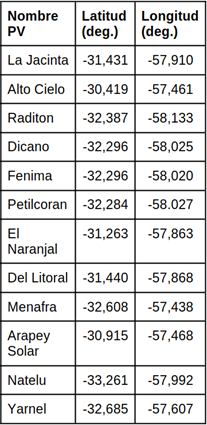 Nombre PV Latitud (deg.) Longitud (deg.)
La Jacinta -31,431 -57,910
Alto Cielo -30,419 -57,461
Raditon -32,387 -58,133
Dicano -32,296 -58,025
Fenima -32,296 -58,020
Petilcoran -32,284 -58.027
El Naranjal -31,263 -57,863
Del Litoral -31,440 -57,868
Menafra -32,608 -57,438
Arapey Solar -30,915 -57,468
Natelu -33,261 -57,992
Yarnel -32,685 -57,607